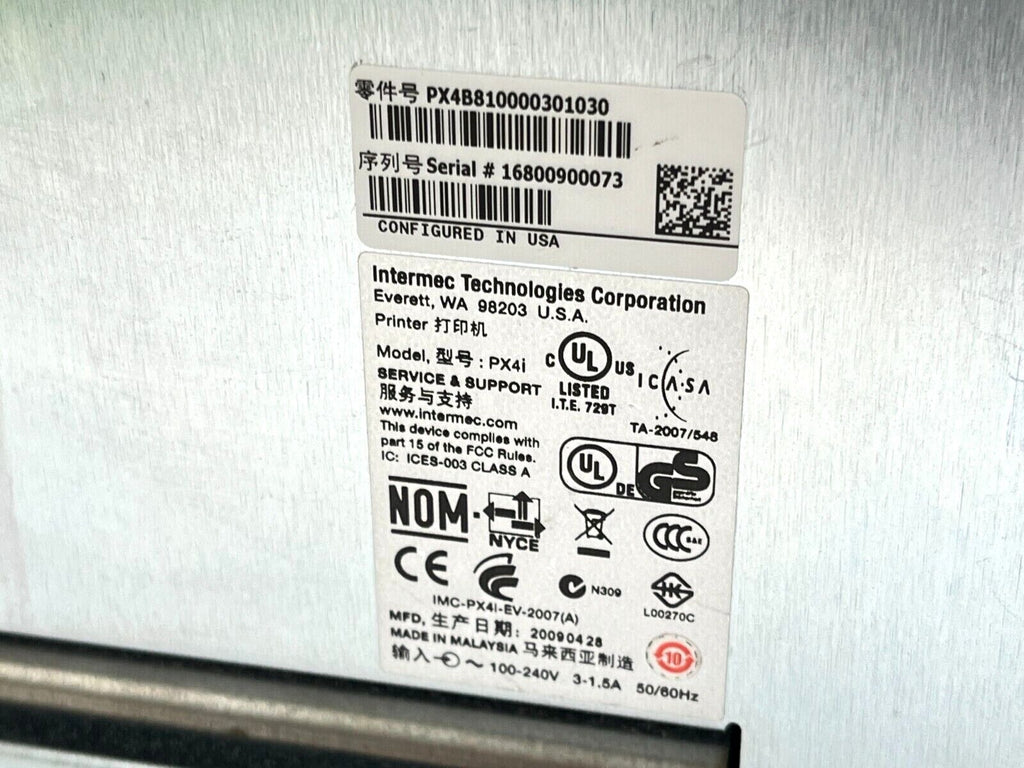 零件号 PX4B810000301030
序列号 Serial # 16800900073
CONFIGURED IN USA
Intermec Technologies Corporation
Everett, WA 98203 U.S.A.
Printer 打印机
Model, 型号: PX4i
SERVICE & SUPPORT
服务与支持
www.intermec.com
This device complies with
part 15 of the FCC Rules.
IC: ICES-003 CLASS A
C UL US
LISTED
I.T.E. 729T
ICASA
TA-2007/548
UL DE GS
NOM NYCE
CCC S&E
CE
IMC-PX4I-EV-2007(A)
N309
L00270C
MFD, 生产日期: 20090428
MADE IN MALAYSIA 马来西亚制造
10
输入 ~ 100-240V 3-1.5A 50/60Hz